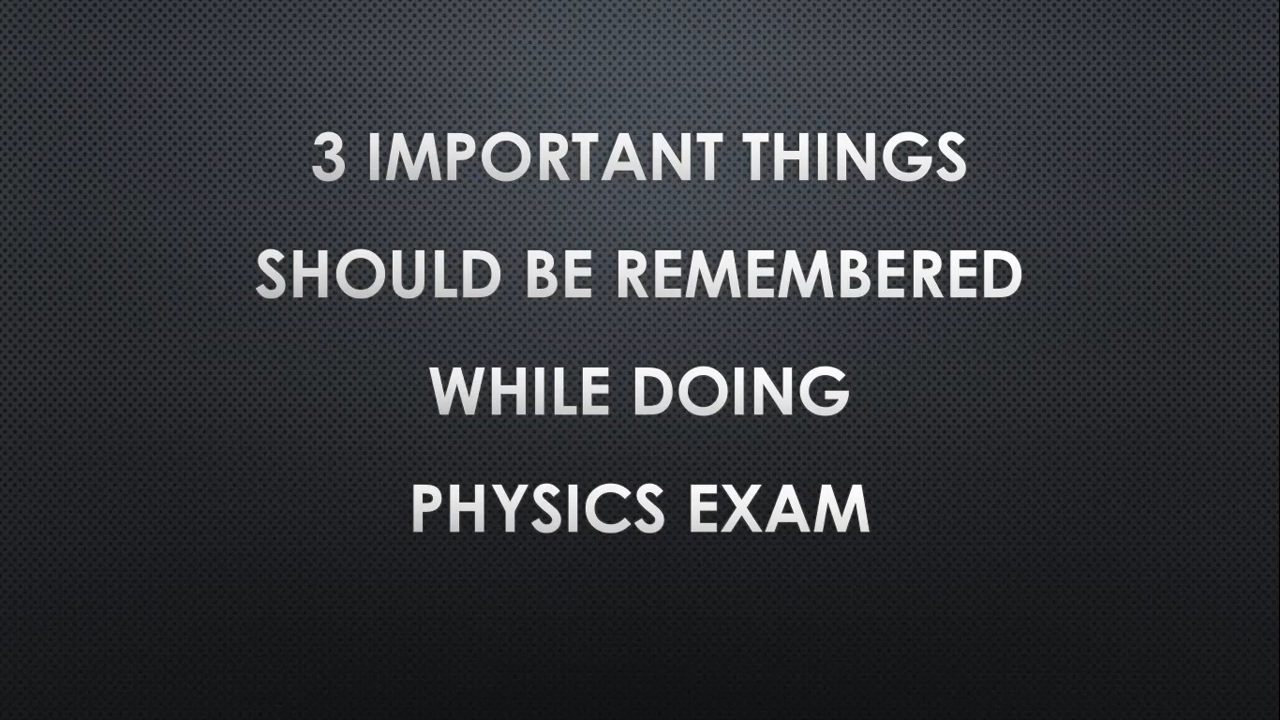 3 IMPORTANT THINGS
SHOULD BE REMEMBERED
WHILE DOING
PHYSICS EXAM